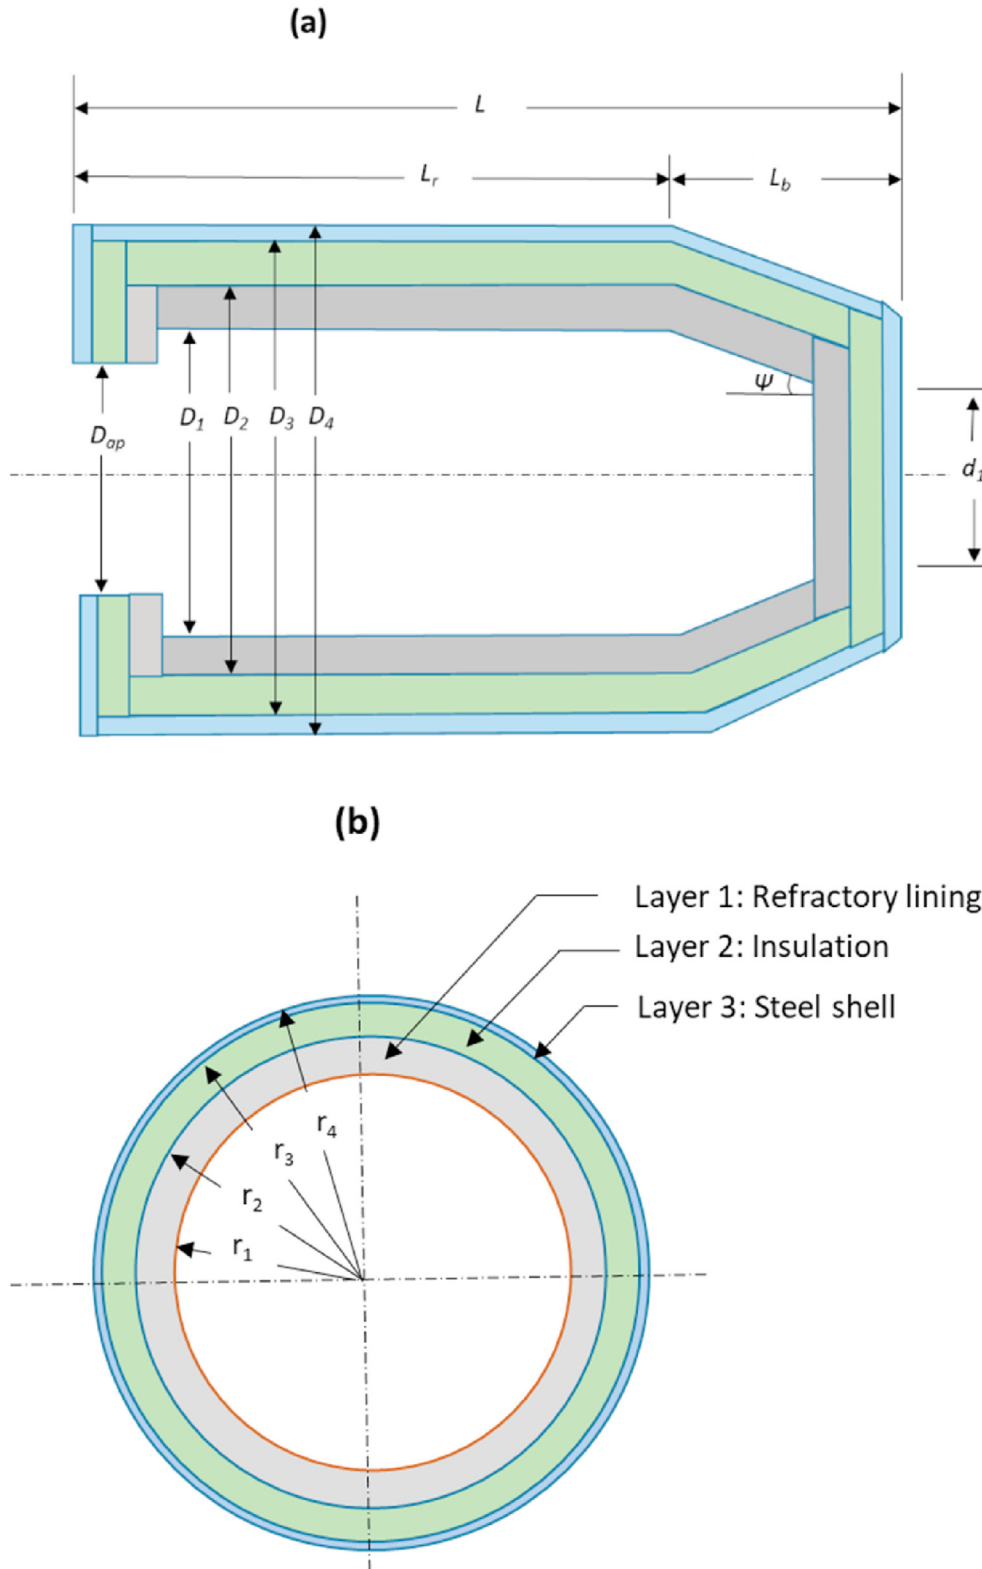 (a)
L
Lr
Lb
ψ
Dap
D1
D2
D3
D4
d1
(b)
Layer 1: Refractory lining
Layer 2: Insulation
Layer 3: Steel shell
r4
r3
r2
r1